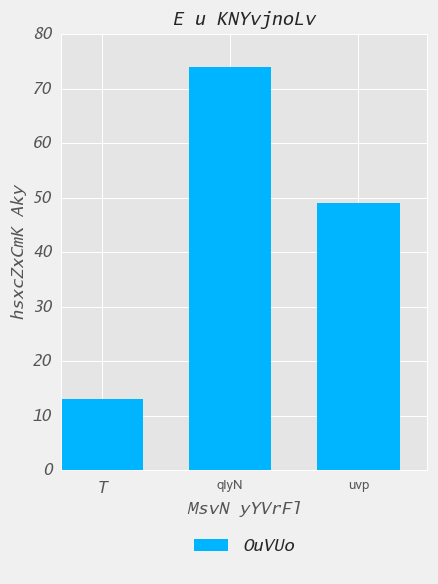 E u KNYvjnoLv
80
70
60
50
40
30
20
10
0
hsxcZxCmK Aky
T qlyN uvp
MsvN yYVrFl
OuVUo